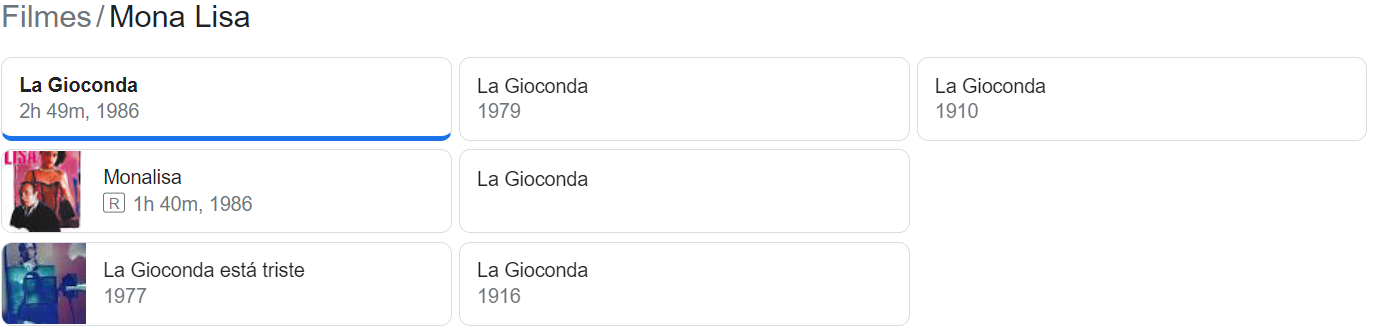 Filmes / Mona Lisa
La Gioconda
2h 49m, 1986
La Gioconda
1979
La Gioconda
1910
LISA
Monalisa
R 1h 40m, 1986
La Gioconda
La Gioconda está triste
1977
La Gioconda
1916